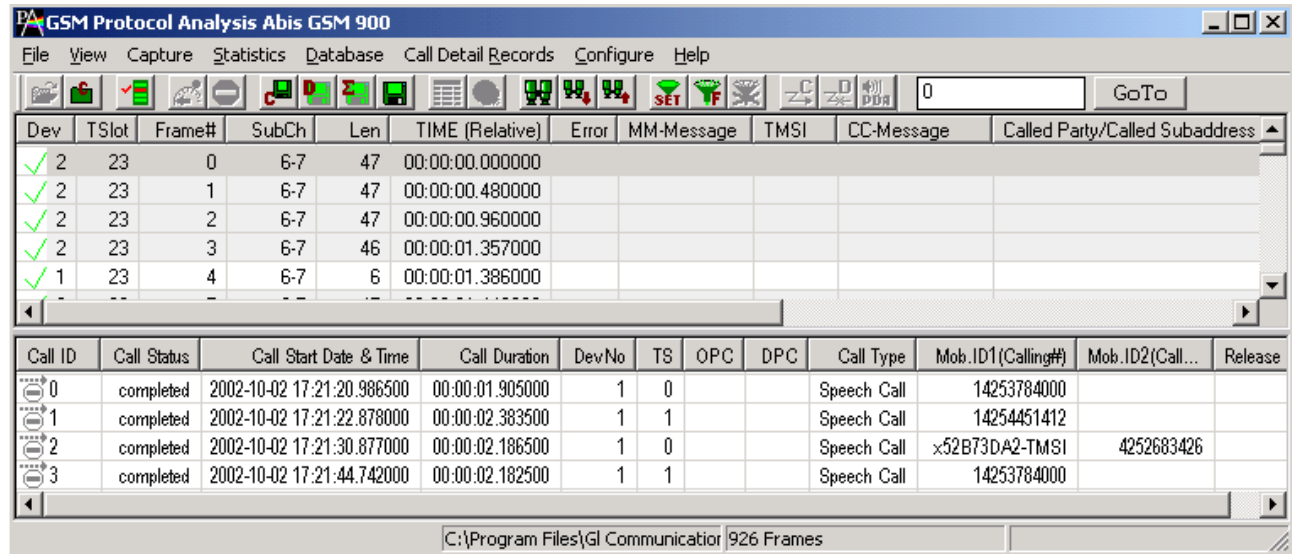 GSM Protocol Analysis Abis GSM 900
File View Capture Statistics Database Call Detail Records Configure Help
SET F PDA 0 GoTo
Dev TSlot Frame# SubCh Len TIME (Relative) Error MM-Message TMSI CC-Message Called Party/Called Subaddress
2 23 0 6-7 47 00:00:00.000000
2 23 1 6-7 47 00:00:00.480000
2 23 2 6-7 47 00:00:00.960000
2 23 3 6-7 46 00:00:01.357000
1 23 4 6-7 6 00:00:01.386000
Call ID Call Status Call Start Date & Time Call Duration DevNo TS OPC DPC Call Type Mob.ID1(Calling#) Mob.ID2(Call... Release
0 completed 2002-10-02 17:21:20.986500 00:00:01.905000 1 0 Speech Call 14253784000
1 completed 2002-10-02 17:21:22.878000 00:00:02.383500 1 1 Speech Call 14254451412
2 completed 2002-10-02 17:21:30.877000 00:00:02.186500 1 0 Speech Call x52B73DA2-TMSI 4252683426
3 completed 2002-10-02 17:21:44.742000 00:00:02.182500 1 1 Speech Call 14253784000
C:\Program Files\Gl Communication 926 Frames